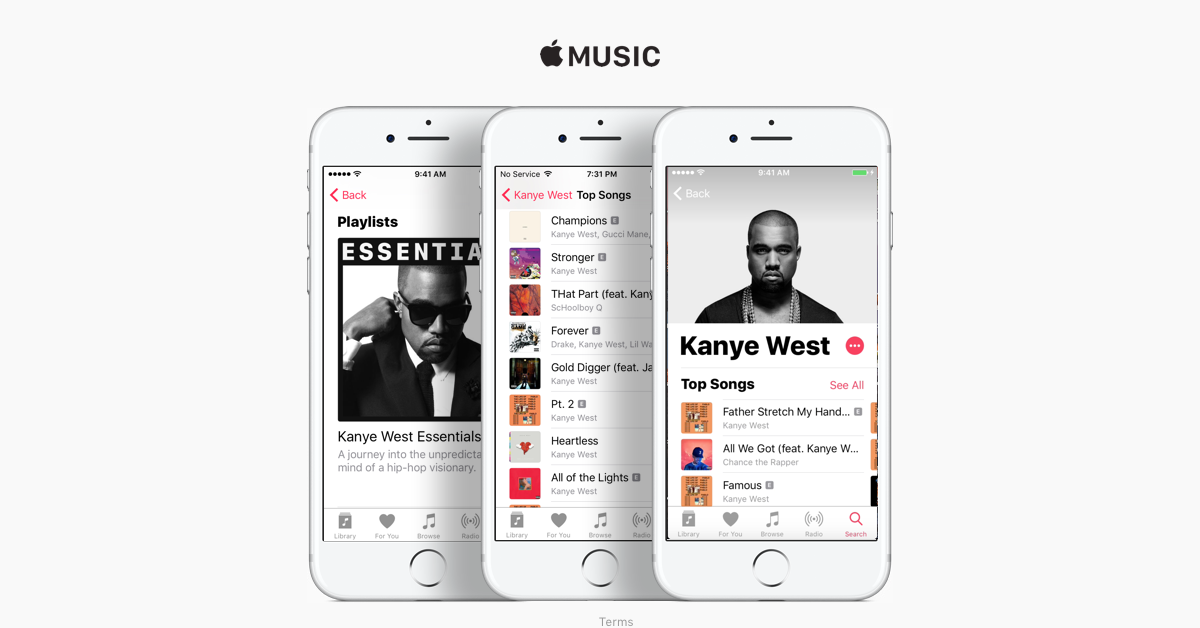 MUSIC
9:41 AM
Back
Playlists
ESSENTIA
Kanye West Essentials
A journey into the unpredicta
mind of a hip-hop visionary.
Library For You Browse Radio
No Service 7:31 PM
Kanye West Top Songs
Champions E
Kanye West, Gucci Mane,
Stronger E
Kanye West
THat Part (feat. Kany
ScHoolboy Q
Forever E
Drake, Kanye West, Lil Wa
Gold Digger (feat. Ja
Kanye West
Pt. 2 E
Kanye West
Heartless
Kanye West
All of the Lights E
Kanye West
Library For You Browse Radio
9:41 AM
Back
Kanye West
Top Songs See All
Father Stretch My Hand... E
Kanye West
All We Got (feat. Kanye W...
Chance the Rapper
Famous E
Kanye West
Library For You Browse Radio Search
Terms